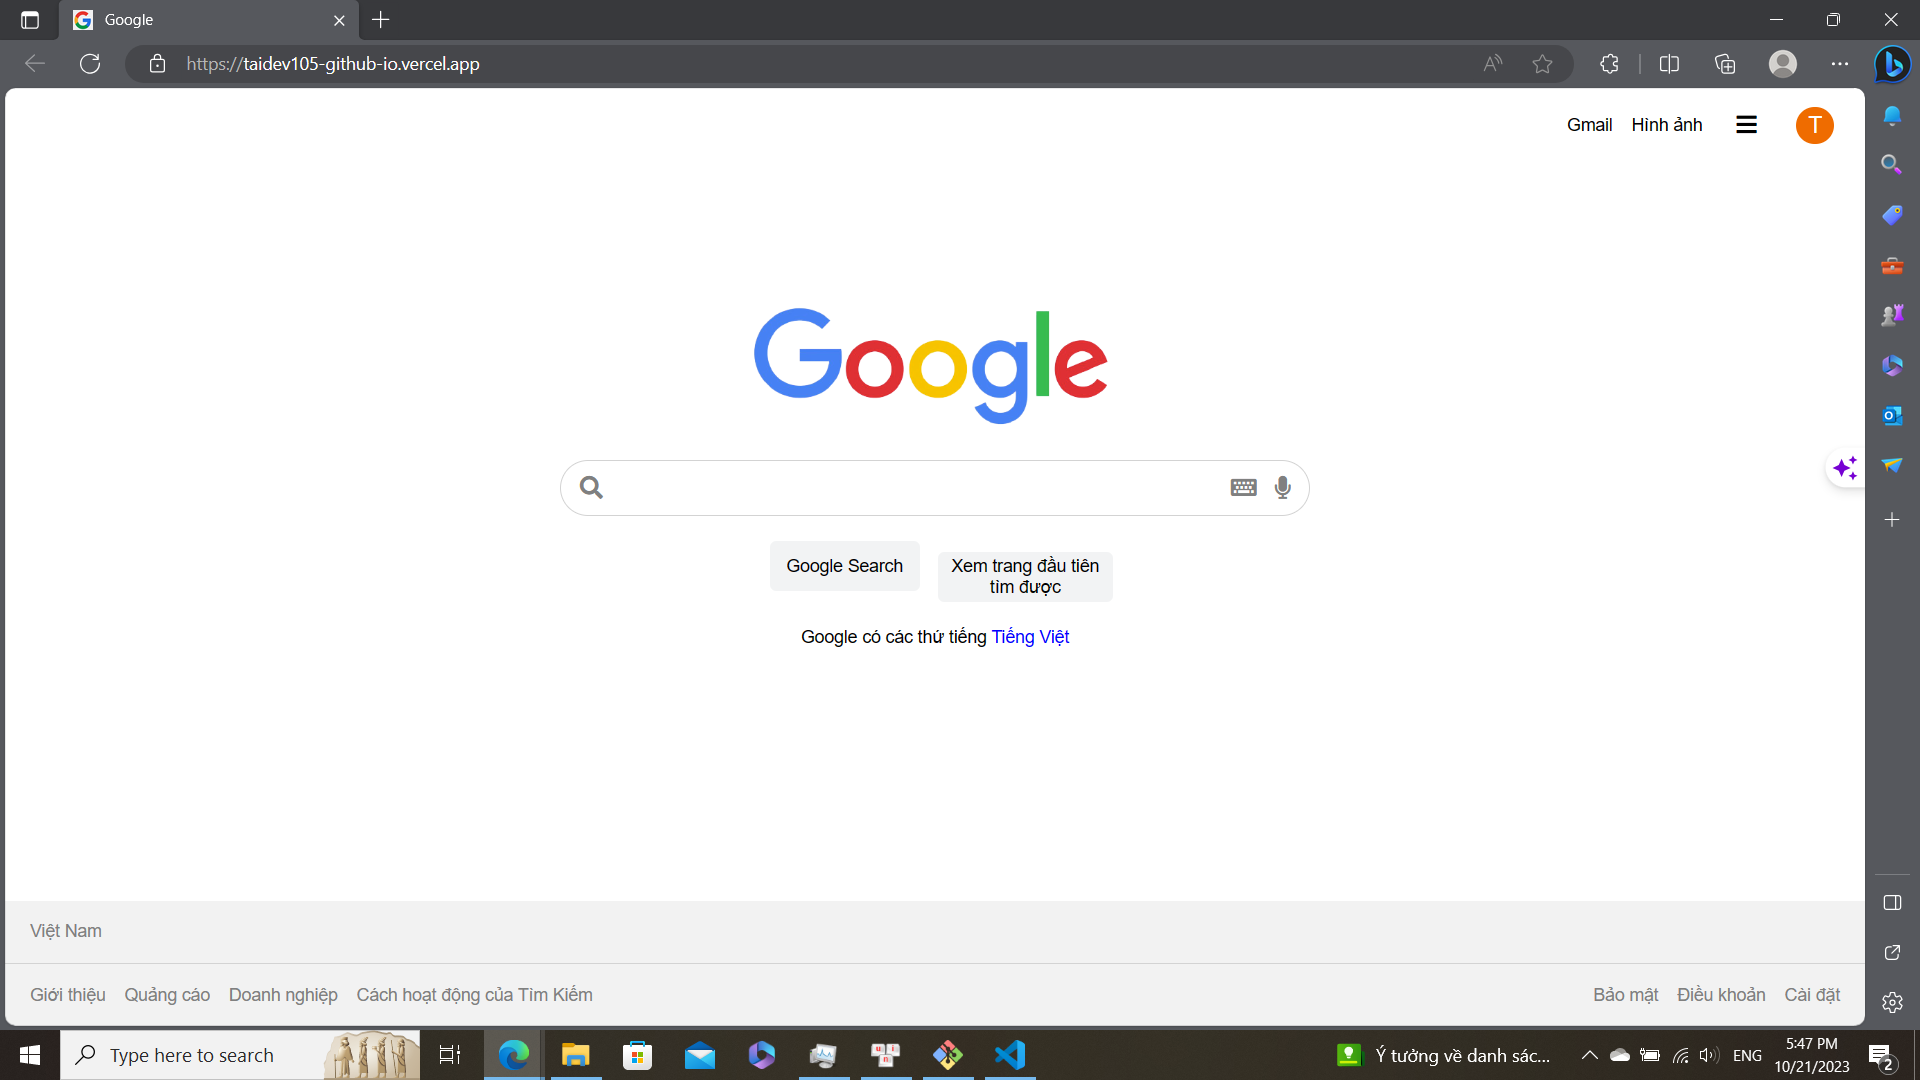 Google
https://taidev105-github-io.vercel.app
Gmail Hình ảnh T
Google
Google Search
Xem trang đầu tiên
tìm được
Google có các thứ tiếng Tiếng Việt
Việt Nam
Giới thiệu Quảng cáo Doanh nghiệp Cách hoạt động của Tìm Kiếm
Bảo mật Điều khoản Cài đặt
Type here to search
Ý tưởng về danh sác...
ENG
5:47 PM
10/21/2023
2